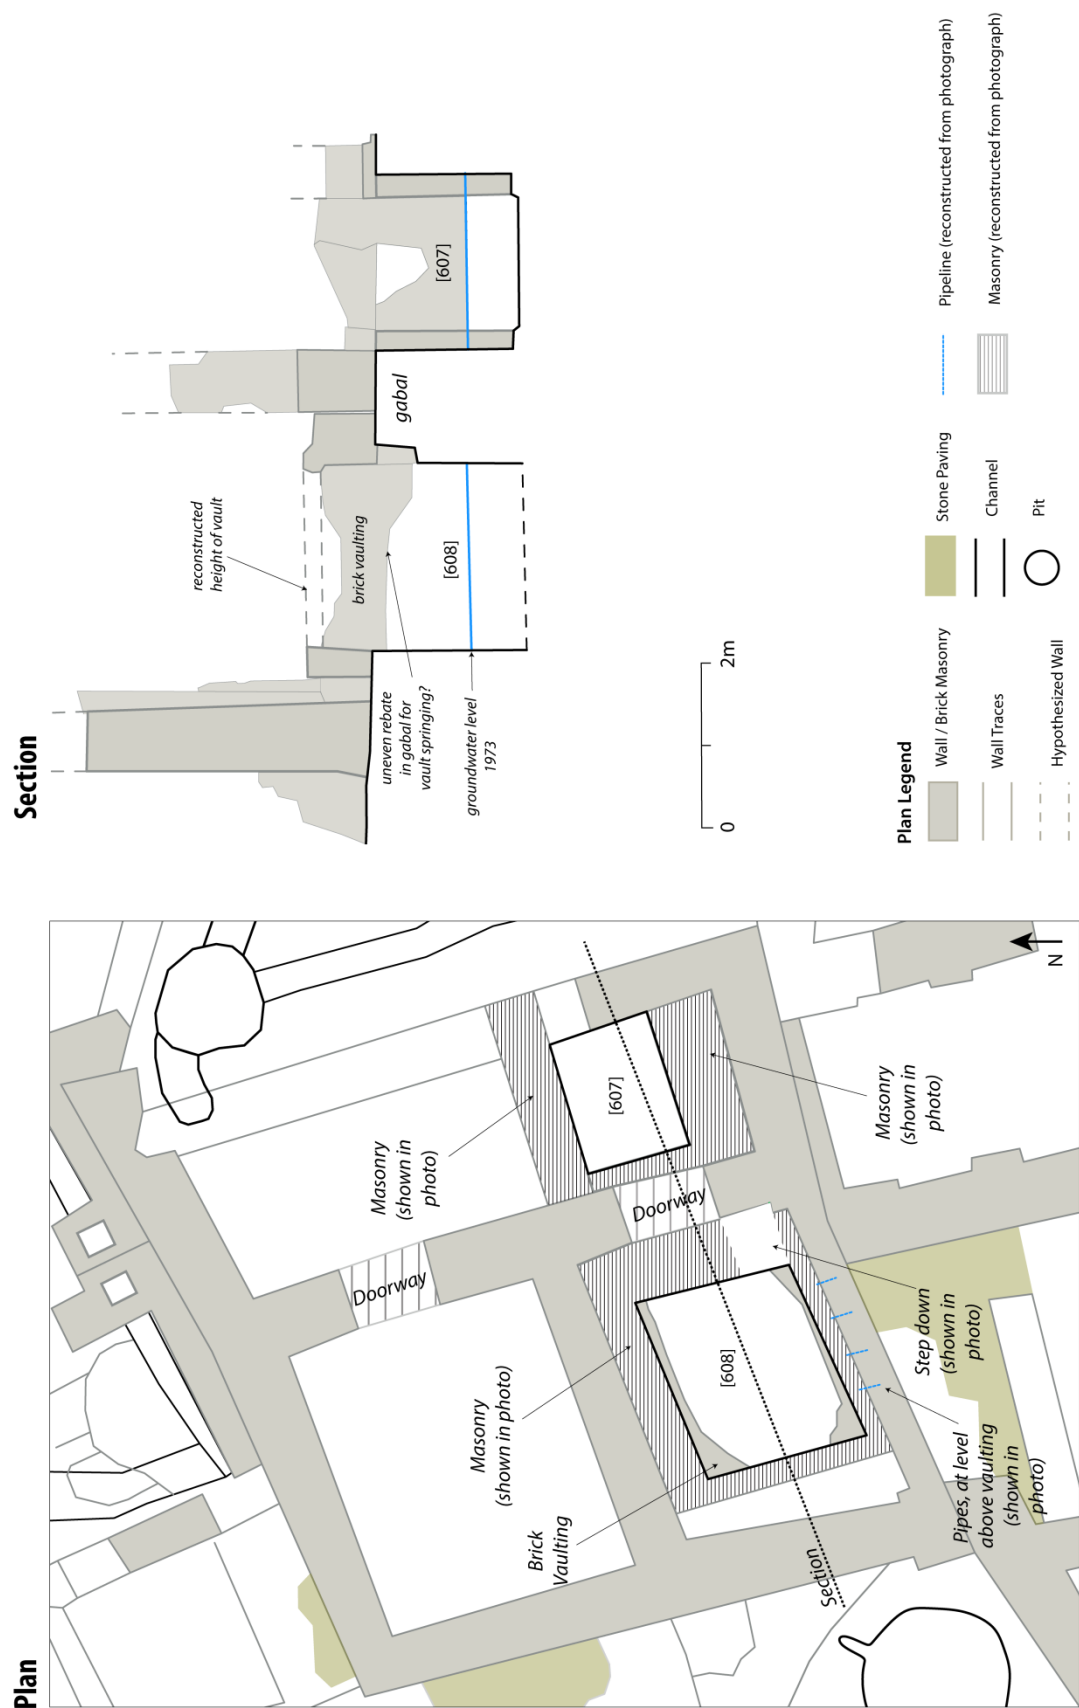 Plan
Masonry
(shown in
photo)
Masonry
(shown in photo)
Brick
Vaulting
Doorway
Doorway
[607]
[608]
Section
Masonry
(shown in
photo)
Step down
(shown in
photo)
Pipes, at level
above vaulting
(shown in
photo)
N
Section
reconstructed
height of vault
brick vaulting
gabal
[607]
[608]
uneven rebate
in gabal for
vault springing?
groundwater level
1973
0
2m
Plan Legend
Wall / Brick Masonry
Wall Traces
Hypothesized Wall
Stone Paving
Channel
Pit
Pipeline (reconstructed from photograph)
Masonry (reconstructed from photograph)